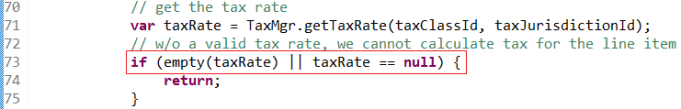 70 // get the tax rate
71 var taxRate = TaxMgr.getTaxRate(taxClassId, taxJurisdictionId);
72 // w/o a valid tax rate, we cannot calculate tax for the line item
73 if (empty(taxRate) || taxRate == null) {
74 return;
75 }